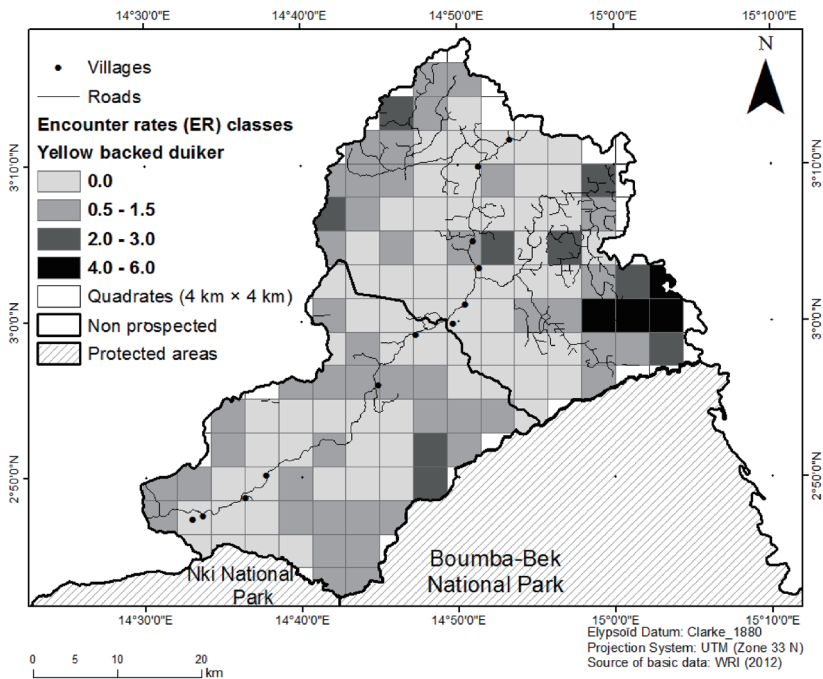 14°30'0"E 14°40'0"E 14°50'0"E 15°0'0"E 15°10'0"E
N
Villages
Roads
Encounter rates (ER) classes
Yellow backed duiker
0.0
0.5 - 1.5
2.0 - 3.0
4.0 - 6.0
Quadrates (4 km × 4 km)
Non prospected
Protected areas
3°10'0"N 3°10'0"N
3°0'0"N 3°0'0"N
2°50'0"N 2°50'0"N
Nki National
Park
Boumba-Bek
National Park
14°30'0"E 14°40'0"E 14°50'0"E 15°0'0"E 15°10'0"E
Elypsoïd Datum: Clarke_1880
Projection System: UTM (Zone 33 N)
Source of basic data: WRI (2012)
0 5 10 20
km